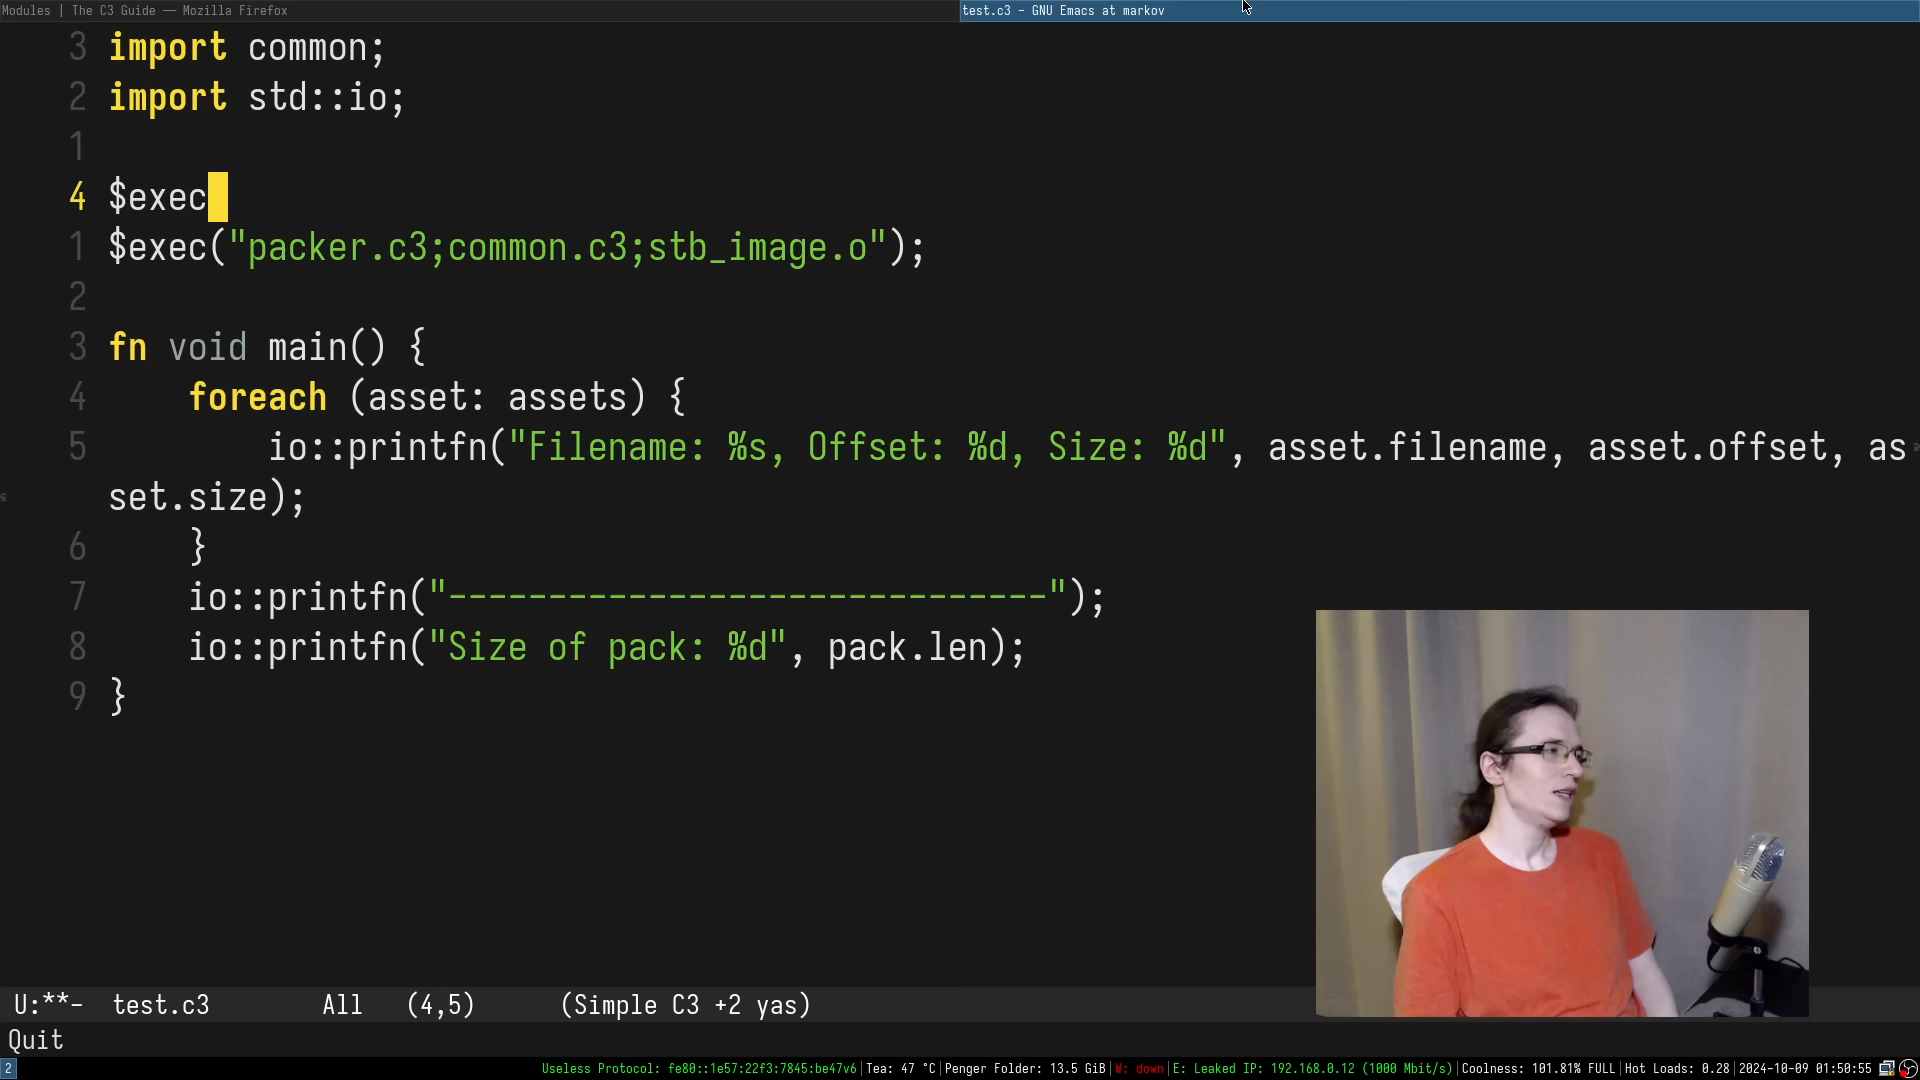 Modules | The C3 Guide — Mozilla Firefox
test.c3 - GNU Emacs at markov
3 import common;
2 import std::io;
1
4 $exec
1 $exec("packer.c3;common.c3;stb_image.o");
2
3 fn void main() {
4     foreach (asset: assets) {
5         io::printfn("Filename: %s, Offset: %d, Size: %d", asset.filename, asset.offset, as
set.size);
6     }
7     io::printfn("------------------------------");
8     io::printfn("Size of pack: %d", pack.len);
9 }
U:**-  test.c3        All   (4,5)      (Simple C3 +2 yas)
Quit
2 Useless Protocol: fe80::1e57:22f3:7845:be47v6|Tea: 47 °C|Penger Folder: 13.5 GiB|W: down|E: Leaked IP: 192.168.0.12 (1000 Mbit/s)|Coolness: 101.81% FULL|Hot Loads: 0.28|2024-10-09 01:50:55